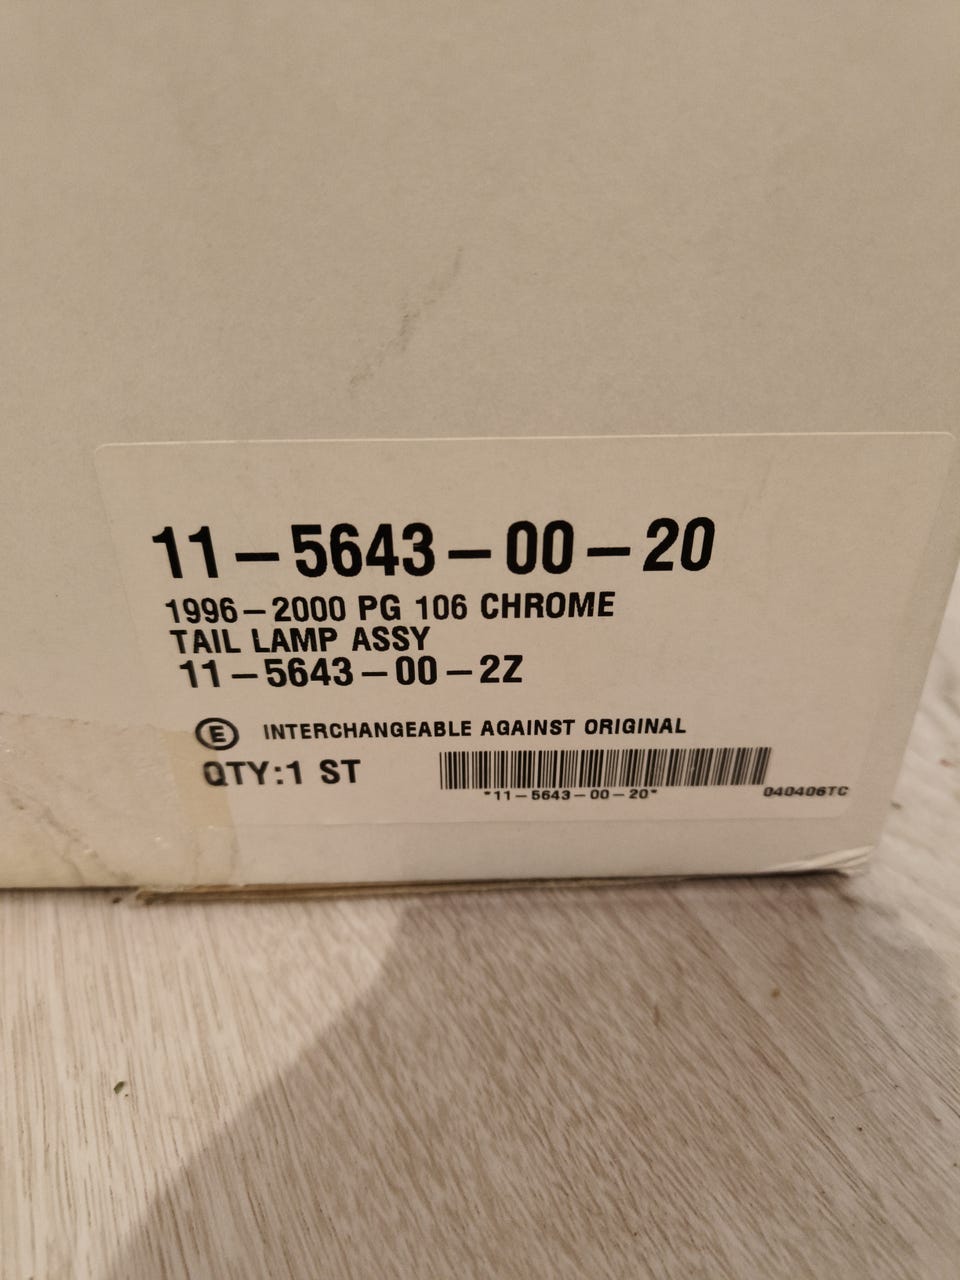 11-5643-00-20
1996-2000 PG 106 CHROME
TAIL LAMP ASSY
11-5643-00-2Z
E INTERCHANGEABLE AGAINST ORIGINAL
QTY:1 ST
"11-5643-00-20"
040406TC